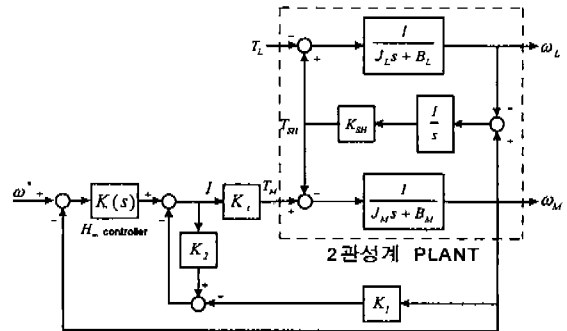 T_L
-
+
1
J_L s + B_L
ω_L
T_SH
K_SH
1
s
-
+
ω* +
-
K(s)
H∞ controller
+
-
I
K_t
T_M
+
-
1
J_M s + B_M
ω_M
K_2
+
-
2관성계 PLANT
K_1